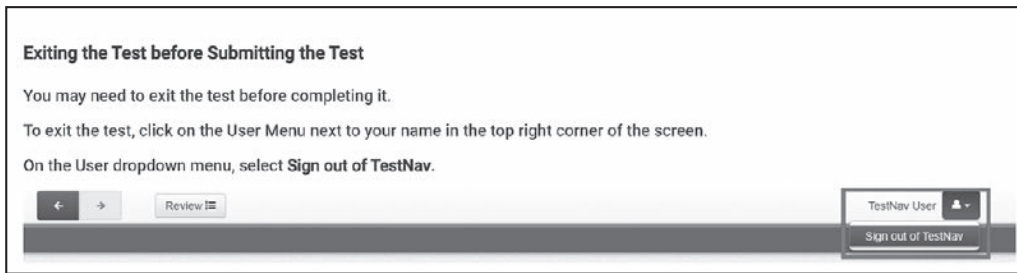 Exiting the Test before Submitting the Test
You may need to exit the test before completing it.
To exit the test, click on the User Menu next to your name in the top right corner of the screen.
On the User dropdown menu, select Sign out of TestNav.
Review
TestNav User
Sign out of TestNav